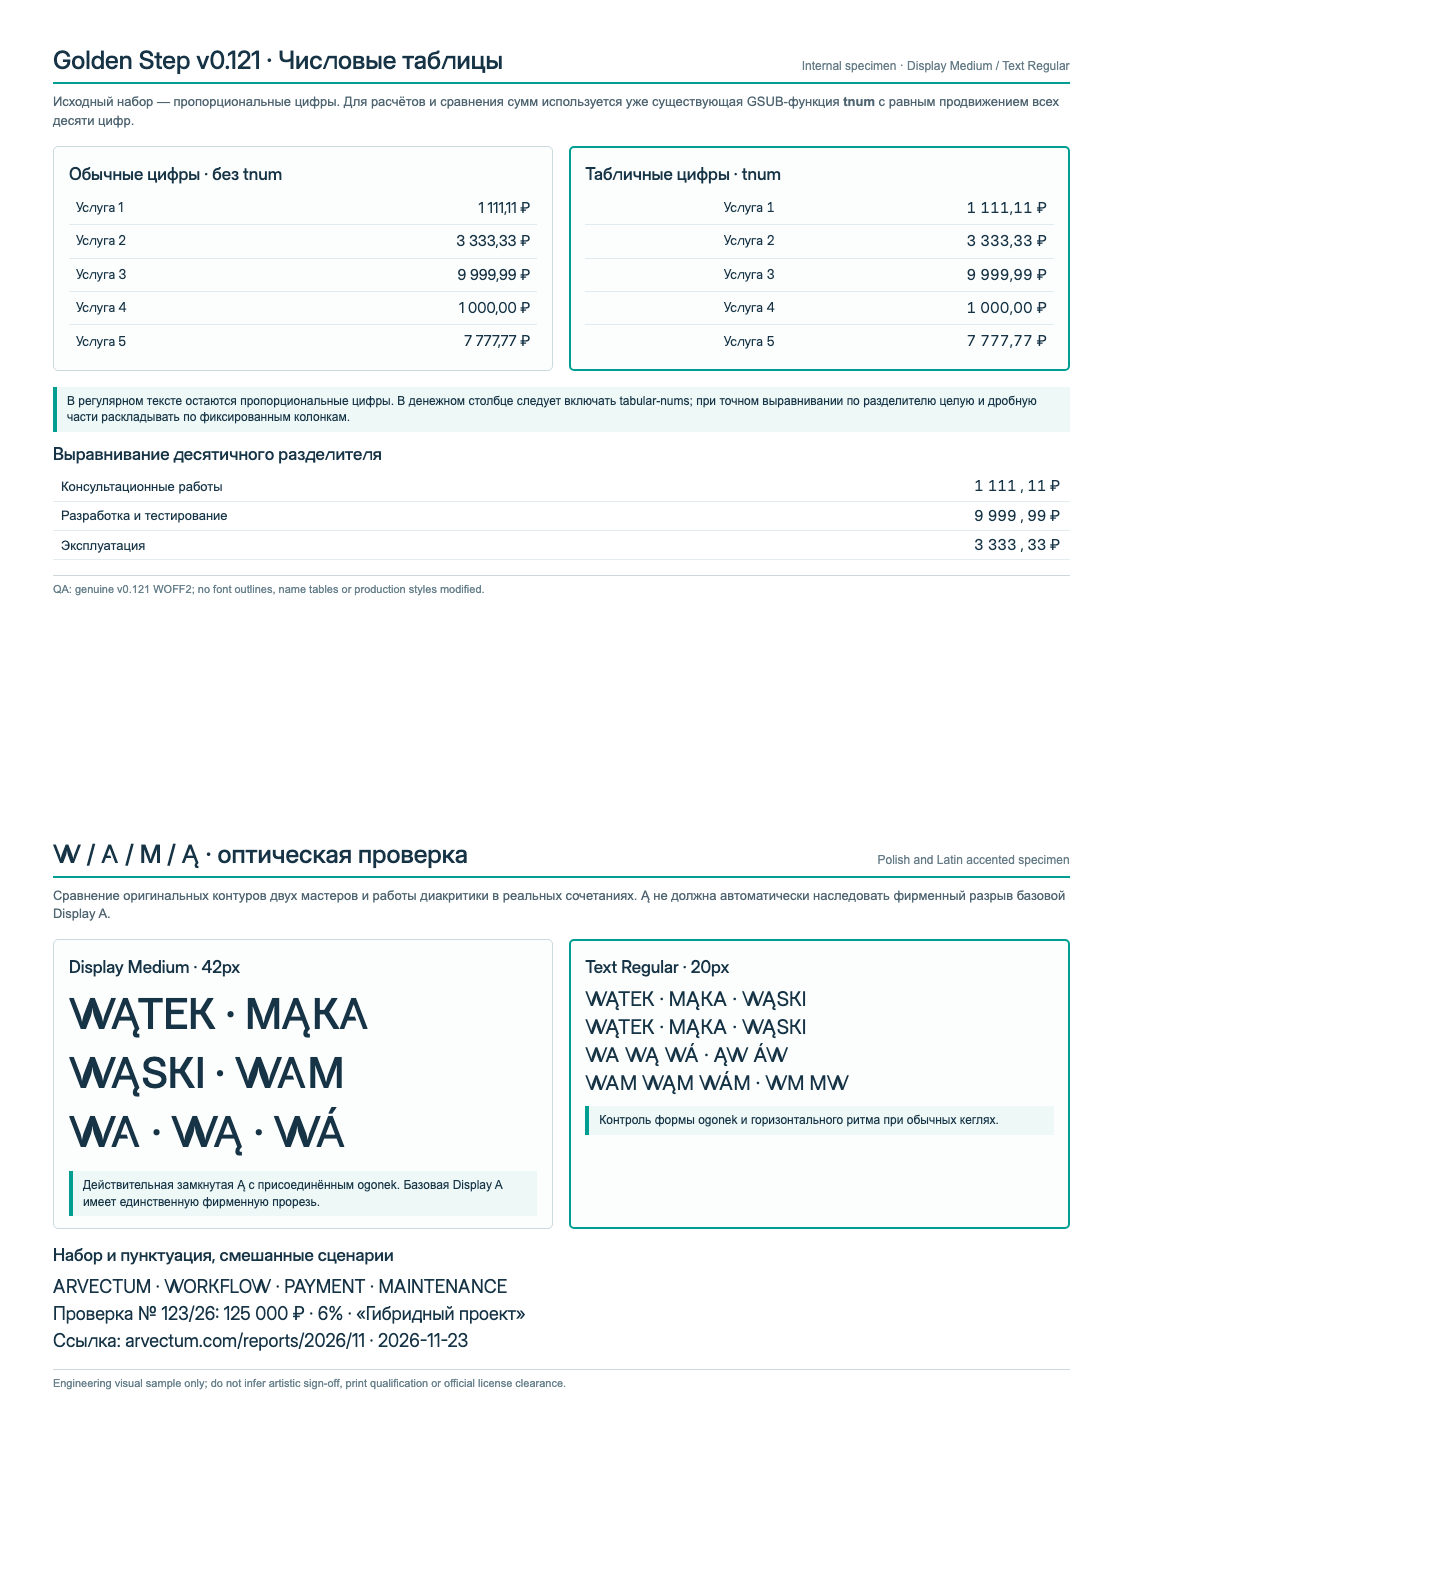 Golden Step v0.121 · Числовые таблицы
Internal specimen · Display Medium / Text Regular
Исходный набор — пропорциональные цифры. Для расчётов и сравнения сумм используется уже существующая GSUB-функция tnum с равным продвижением всех
десяти цифр.
Обычные цифры · без tnum
Услуга 1 1 111,11 ₽
Услуга 2 3 333,33 ₽
Услуга 3 9 999,99 ₽
Услуга 4 1 000,00 ₽
Услуга 5 7 777,77 ₽
Табличные цифры · tnum
Услуга 1 1 111,11 ₽
Услуга 2 3 333,33 ₽
Услуга 3 9 999,99 ₽
Услуга 4 1 000,00 ₽
Услуга 5 7 777,77 ₽
В регулярном тексте остаются пропорциональные цифры. В денежном столбце следует включать tabular-nums; при точном выравнивании по разделителю целую и дробную
части раскладывать по фиксированным колонкам.
Выравнивание десятичного разделителя
Консультационные работы 1 111 , 11 ₽
Разработка и тестирование 9 999 , 99 ₽
Эксплуатация 3 333 , 33 ₽
QA: genuine v0.121 WOFF2; no font outlines, name tables or production styles modified.
W / A / M / Ą · оптическая проверка
Polish and Latin accented specimen
Сравнение оригинальных контуров двух мастеров и работы диакритики в реальных сочетаниях. Ą не должна автоматически наследовать фирменный разрыв базовой
Display A.
Display Medium · 42px
WĄTEK · MĄKA
WĄSKI · WAM
WA · WĄ · WÁ
Действительная замкнутая Ą с присоединённым ogonek. Базовая Display A
имеет единственную фирменную прорезь.
Text Regular · 20px
WĄTEK · MĄKA · WĄSKI
WĄTEK · MĄKA · WĄSKI
WA WĄ WÁ · ĄW ÁW
WAM WĄM WÁM · WM MW
Контроль формы ogonek и горизонтального ритма при обычных кеглях.
Набор и пунктуация, смешанные сценарии
ARVECTUM · WORKFLOW · PAYMENT · MAINTENANCE
Проверка № 123/26: 125 000 ₽ · 6% · «Гибридный проект»
Ссылка: arvectum.com/reports/2026/11 · 2026-11-23
Engineering visual sample only; do not infer artistic sign-off, print qualification or official license clearance.